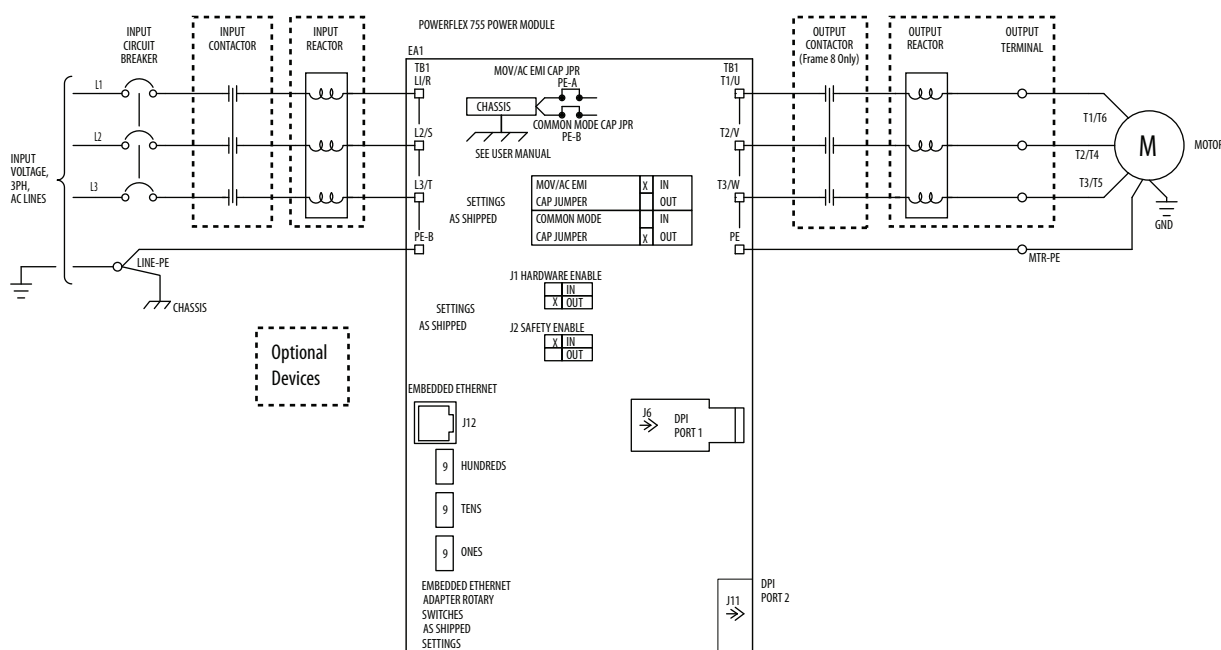 POWERFLEX 755 POWER MODULE
INPUT
CIRCUIT
BREAKER
INPUT
CONTACTOR
INPUT
REACTOR
OUTPUT
CONTACTOR
(Frame 8 Only)
OUTPUT
REACTOR
OUTPUT
TERMINAL
EA1
TB1
L1/R
MOV/AC EMI CAP JPR
PE-A
TB1
T1/U
CHASSIS
COMMON MODE CAP JPR
PE-B
SEE USER MANUAL
L1
L2
L3
INPUT
VOLTAGE,
3PH,
AC LINES
L2/S
L3/T
PE-B
T2/V
T3/W
PE
T1/T6
T2/T4
T3/T5
M
MOTOR
GND
MTR-PE
SETTINGS
AS SHIPPED
MOV/AC EMI X IN
CAP JUMPER OUT
COMMON MODE IN
CAP JUMPER X OUT
LINE-PE
CHASSIS
J1 HARDWARE ENABLE
IN
X OUT
SETTINGS
AS SHIPPED
J2 SAFETY ENABLE
X IN
OUT
Optional
Devices
EMBEDDED ETHERNET
J12
J6
DPI
PORT 1
9 HUNDREDS
9 TENS
9 ONES
EMBEDDED ETHERNET
ADAPTER ROTARY
SWITCHES
AS SHIPPED
SETTINGS
J11
DPI
PORT 2